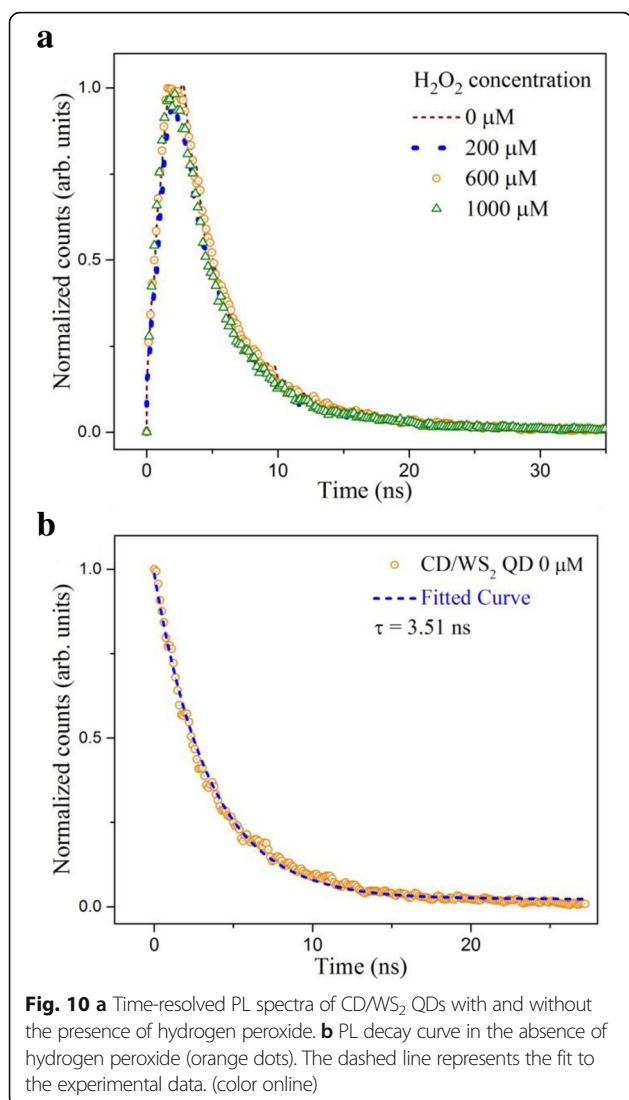 a
H₂O₂ concentration
0 μM
200 μM
600 μM
1000 μM
Normalized counts (arb. units)
1.0
0.5
0.0
0 10 20 30
Time (ns)
b
CD/WS₂ QD 0 μM
Fitted Curve
τ = 3.51 ns
Normalized counts (arb. units)
1.0
0.5
0.0
0 10 20
Time (ns)
Fig. 10 a Time-resolved PL spectra of CD/WS₂ QDs with and without
the presence of hydrogen peroxide. b PL decay curve in the absence of
hydrogen peroxide (orange dots). The dashed line represents the fit to
the experimental data. (color online)